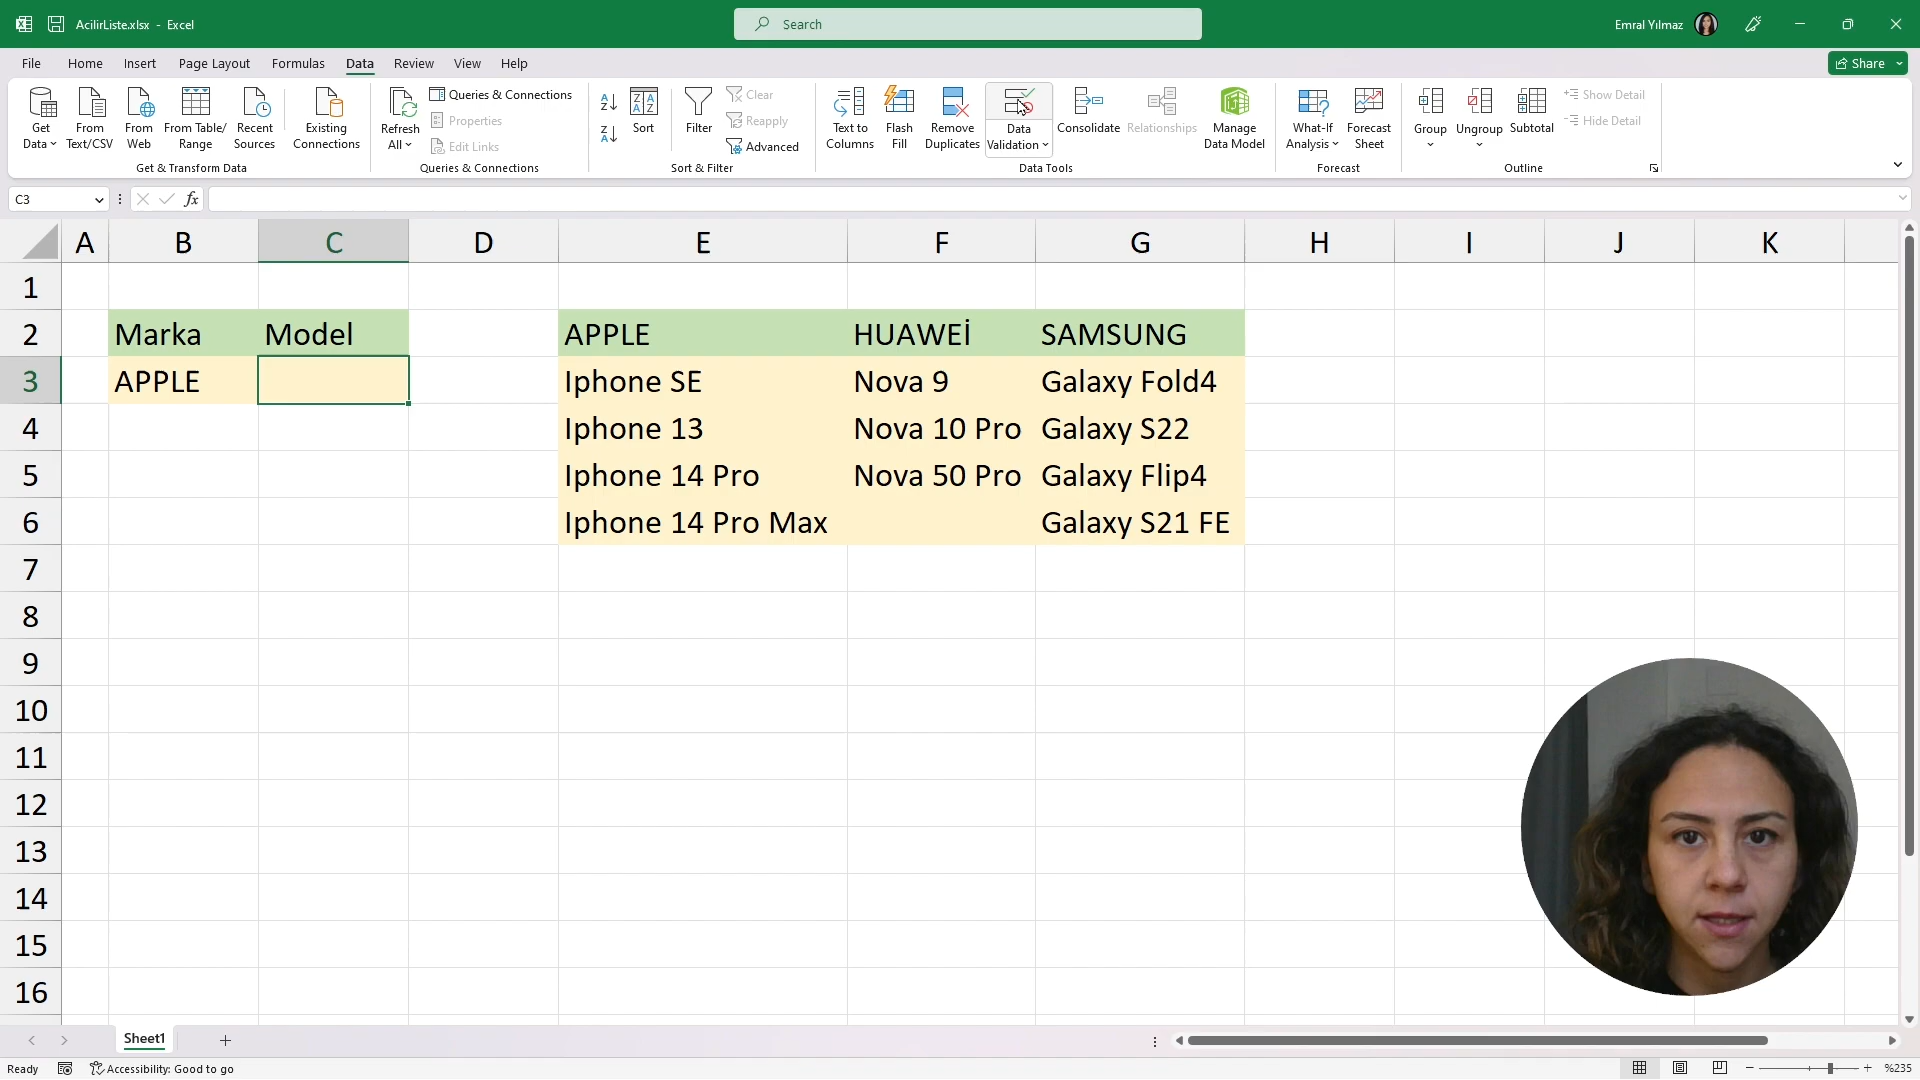 AcilirListe.xlsx - Excel
Search
Emral Yılmaz
File
Home
Insert
Page Layout
Formulas
Data
Review
View
Help
Share
Get Data
From Text/CSV
From Web
From Table/ Range
Recent Sources
Existing Connections
Get & Transform Data
Refresh All
Queries & Connections
Properties
Edit Links
Queries & Connections
Sort
Filter
Clear
Reapply
Advanced
Sort & Filter
Text to Columns
Flash Fill
Remove Duplicates
Data Validation
Consolidate
Relationships
Manage Data Model
Data Tools
What-If Analysis
Forecast Sheet
Forecast
Group
Ungroup
Subtotal
Show Detail
Hide Detail
Outline
C3
fx
A B C D E F G H I J K
1
2 Marka Model APPLE HUAWEİ SAMSUNG
3 APPLE Iphone SE Nova 9 Galaxy Fold4
4 Iphone 13 Nova 10 Pro Galaxy S22
5 Iphone 14 Pro Nova 50 Pro Galaxy Flip4
6 Iphone 14 Pro Max Galaxy S21 FE
7
8
9
10
11
12
13
14
15
16
Sheet1
Ready
Accessibility: Good to go
%235